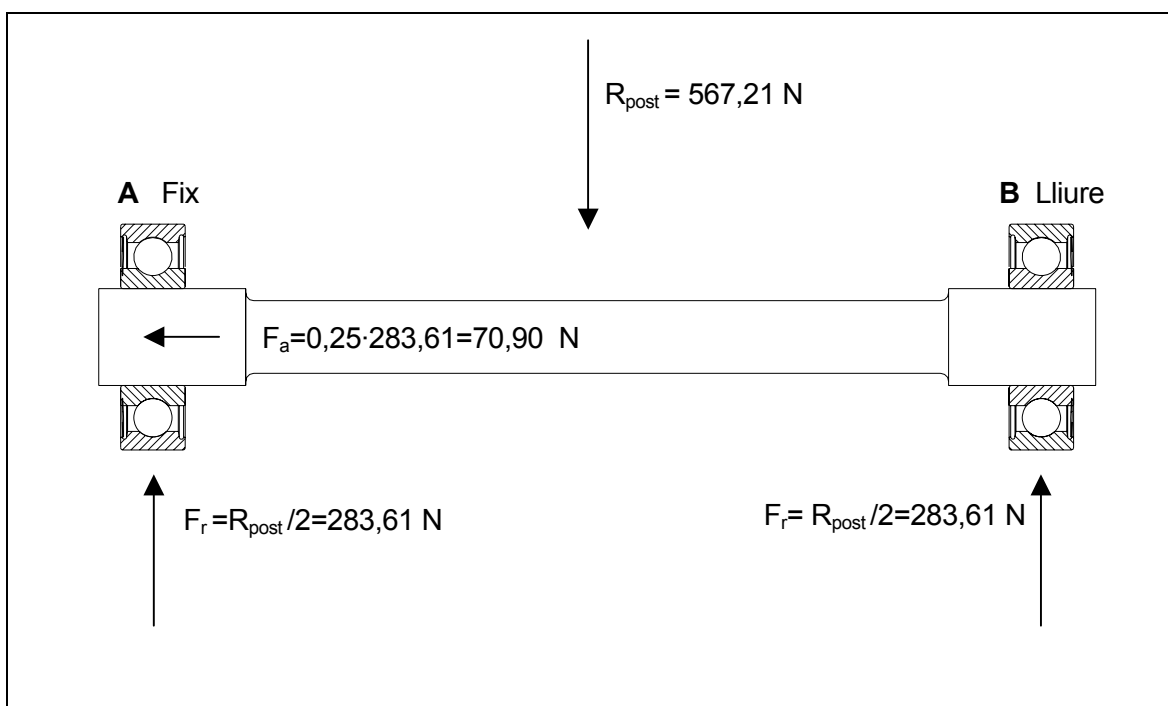 R_post = 567,21 N
A Fix
B Lliure
F_a=0,25·283,61=70,90 N
F_r =R_post /2=283,61 N
F_r= R_post /2=283,61 N